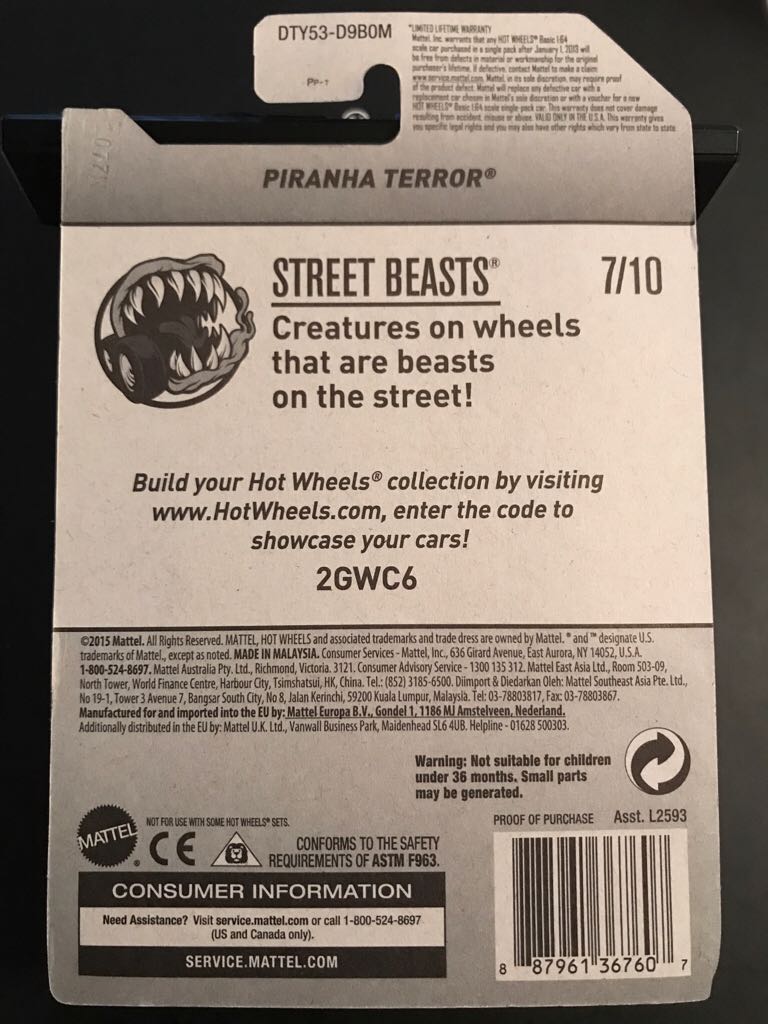 DTY53-D9B0M
PP-1
*LIMITED LIFETIME WARRANTY
Mattel, Inc. warrants that any HOT WHEELS® Basic 1:64
scale car purchased in a single pack after January 1, 2013 will
be free from defects in material or workmanship for the original
purchaser's lifetime. If defective, contact Mattel to make a claim
www.service.mattel.com. Mattel, in its sole discretion, may require proof
of the product defect. Mattel will replace any defective car with a
replacement car chosen in Mattel's sole discretion or with a voucher for a new
HOT WHEELS® Basic 1:64 scale single-pack car. This warranty does not cover damage
resulting from accident, misuse or abuse. VALID ONLY IN THE U.S.A. This warranty gives
you specific legal rights and you may also have other rights which vary from state to state.
PIRANHA TERROR®
STREET BEASTS®
7/10
Creatures on wheels
that are beasts
on the street!
Build your Hot Wheels® collection by visiting
www.HotWheels.com, enter the code to
showcase your cars!
2GWC6
©2015 Mattel. All Rights Reserved. MATTEL, HOT WHEELS and associated trademarks and trade dress are owned by Mattel. ® and ™ designate U.S.
trademarks of Mattel., except as noted. MADE IN MALAYSIA. Consumer Services - Mattel, Inc., 636 Girard Avenue, East Aurora, NY 14052, U.S.A.
1-800-524-8697. Mattel Australia Pty. Ltd., Richmond, Victoria. 3121. Consumer Advisory Service - 1300 135 312. Mattel East Asia Ltd., Room 503-09,
North Tower, World Finance Centre, Harbour City, Tsimshatsui, HK, China. Tel.: (852) 3185-6500. Diimport & Diedarkan Oleh: Mattel Southeast Asia Pte. Ltd.,
No 19-1, Tower 3 Avenue 7, Bangsar South City, No 8, Jalan Kerinchi, 59200 Kuala Lumpur, Malaysia. Tel: 03-78803817, Fax: 03-78803867.
Manufactured for and imported into the EU by: Mattel Europa B.V., Gondel 1, 1186 MJ Amstelveen, Nederland.
Additionally distributed in the EU by: Mattel U.K. Ltd., Vanwall Business Park, Maidenhead SL6 4UB. Helpline - 01628 500303.
Warning: Not suitable for children
under 36 months. Small parts
may be generated.
MATTEL®
NOT FOR USE WITH SOME HOT WHEELS® SETS.
CE
CONFORMS TO THE SAFETY
REQUIREMENTS OF ASTM F963.
PROOF OF PURCHASE Asst. L2593
CONSUMER INFORMATION
Need Assistance? Visit service.mattel.com or call 1-800-524-8697
(US and Canada only).
SERVICE.MATTEL.COM
8 87961 36760 7